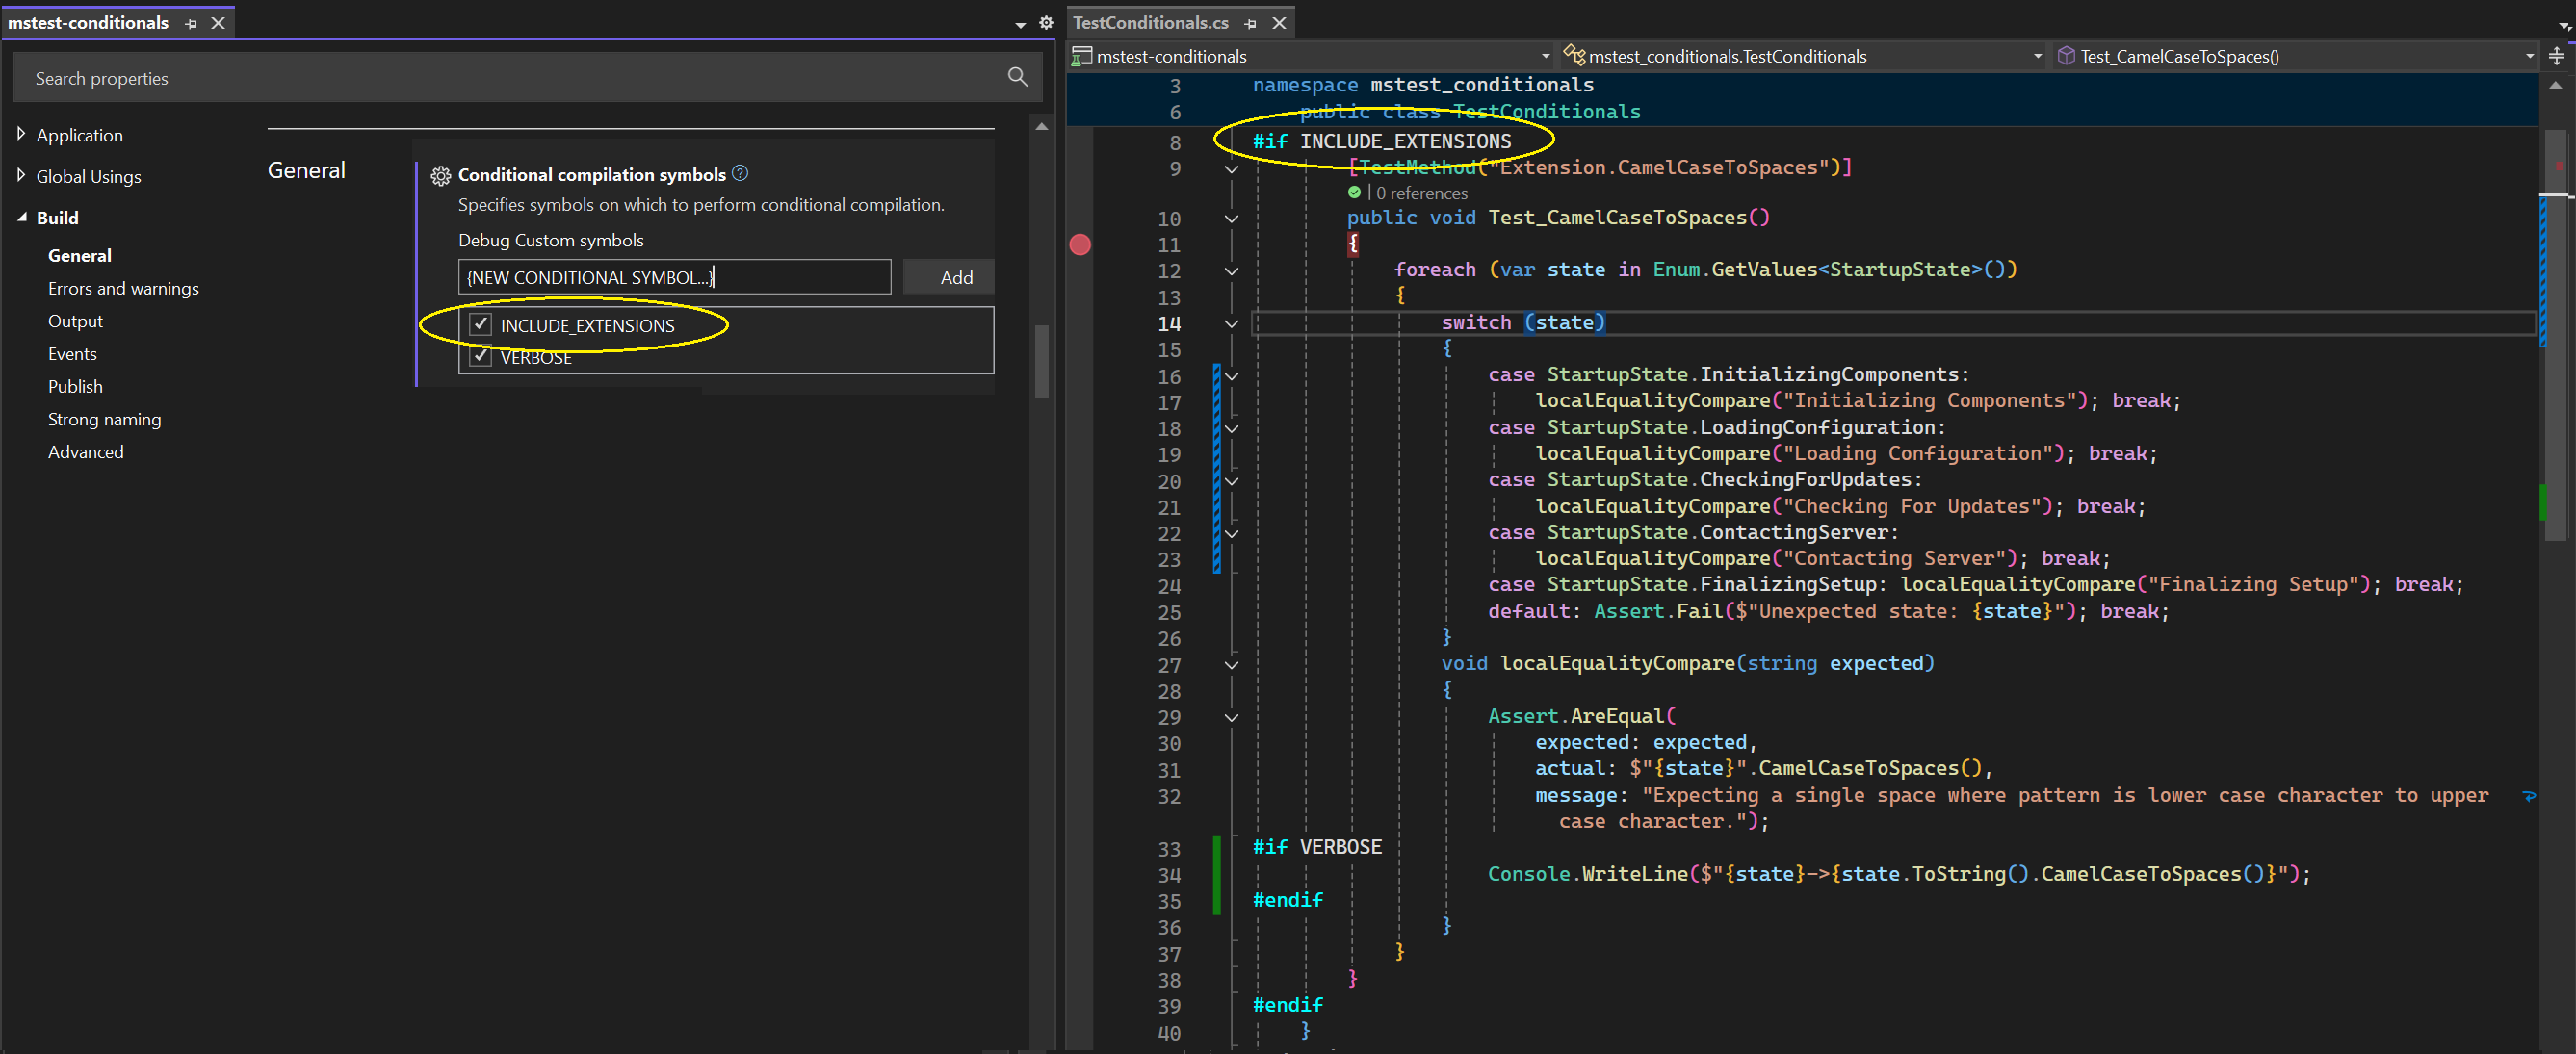 mstest-conditionals
Search properties
Application
Global Usings
Build
General
Errors and warnings
Output
Events
Publish
Strong naming
Advanced
General
Conditional compilation symbols
Specifies symbols on which to perform conditional compilation.
Debug Custom symbols
{NEW CONDITIONAL SYMBOL...}
Add
INCLUDE_EXTENSIONS
VERBOSE
TestConditionals.cs
mstest-conditionals
mstest_conditionals.TestConditionals
Test_CamelCaseToSpaces()
3 namespace mstest_conditionals
6 public class TestConditionals
8 #if INCLUDE_EXTENSIONS
9 [TestMethod("Extension.CamelCaseToSpaces")]
0 references
10 public void Test_CamelCaseToSpaces()
11 {
12 foreach (var state in Enum.GetValues<StartupState>())
13 {
14 switch (state)
15 {
16 case StartupState.InitializingComponents:
17 localEqualityCompare("Initializing Components"); break;
18 case StartupState.LoadingConfiguration:
19 localEqualityCompare("Loading Configuration"); break;
20 case StartupState.CheckingForUpdates:
21 localEqualityCompare("Checking For Updates"); break;
22 case StartupState.ContactingServer:
23 localEqualityCompare("Contacting Server"); break;
24 case StartupState.FinalizingSetup: localEqualityCompare("Finalizing Setup"); break;
25 default: Assert.Fail($"Unexpected state: {state}"); break;
26 }
27 void localEqualityCompare(string expected)
28 {
29 Assert.AreEqual(
30 expected: expected,
31 actual: $"{state}".CamelCaseToSpaces(),
32 message: "Expecting a single space where pattern is lower case character to upper
case character.");
33 #if VERBOSE
34 Console.WriteLine($"{state}->{state.ToString().CamelCaseToSpaces()}");
35 #endif
36 }
37 }
38 }
39 #endif
40 }